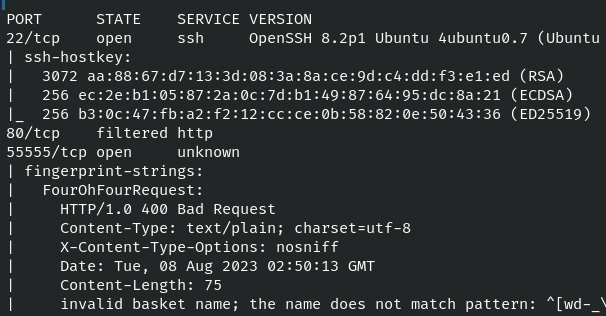 PORT STATE SERVICE VERSION
22/tcp open ssh OpenSSH 8.2p1 Ubuntu 4ubuntu0.7 (Ubuntu
| ssh-hostkey:
| 3072 aa:88:67:d7:13:3d:08:3a:8a:ce:9d:c4:dd:f3:e1:ed (RSA)
| 256 ec:2e:b1:05:87:2a:0c:7d:b1:49:87:64:95:dc:8a:21 (ECDSA)
|_ 256 b3:0c:47:fb:a2:f2:12:cc:ce:0b:58:82:0e:50:43:36 (ED25519)
80/tcp filtered http
55555/tcp open unknown
| fingerprint-strings:
| FourOhFourRequest:
| HTTP/1.0 400 Bad Request
| Content-Type: text/plain; charset=utf-8
| X-Content-Type-Options: nosniff
| Date: Tue, 08 Aug 2023 02:50:13 GMT
| Content-Length: 75
| invalid basket name; the name does not match pattern: ^[wd-_\